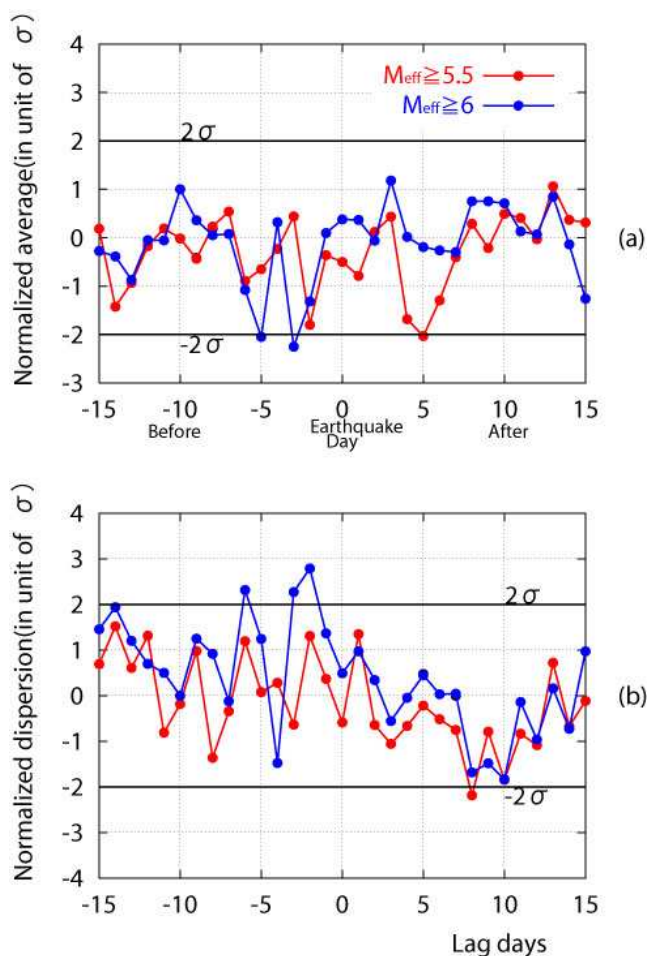 Normalized average(in unit of σ)
4
3
2
1
0
-1
-2
-3
Meff≧5.5
Meff≧6
2σ
-2σ
(a)
-15 -10 -5 0 5 10 15
Before Earthquake Day After
Normalized dispersion(in unit of σ)
4
3
2
1
0
-1
-2
-3
-4
2σ
-2σ
(b)
-15 -10 -5 0 5 10 15
Lag days